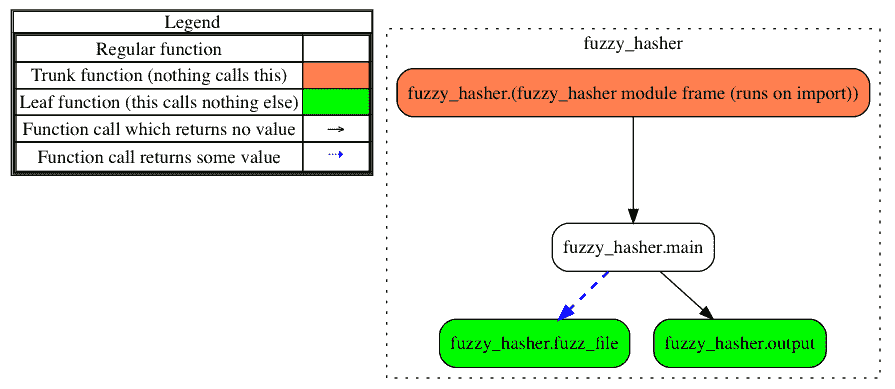 Legend
Regular function
Trunk function (nothing calls this)
Leaf function (this calls nothing else)
Function call which returns no value
Function call returns some value
fuzzy_hasher
fuzzy_hasher.(fuzzy_hasher module frame (runs on import))
fuzzy_hasher.main
fuzzy_hasher.fuzz_file
fuzzy_hasher.output